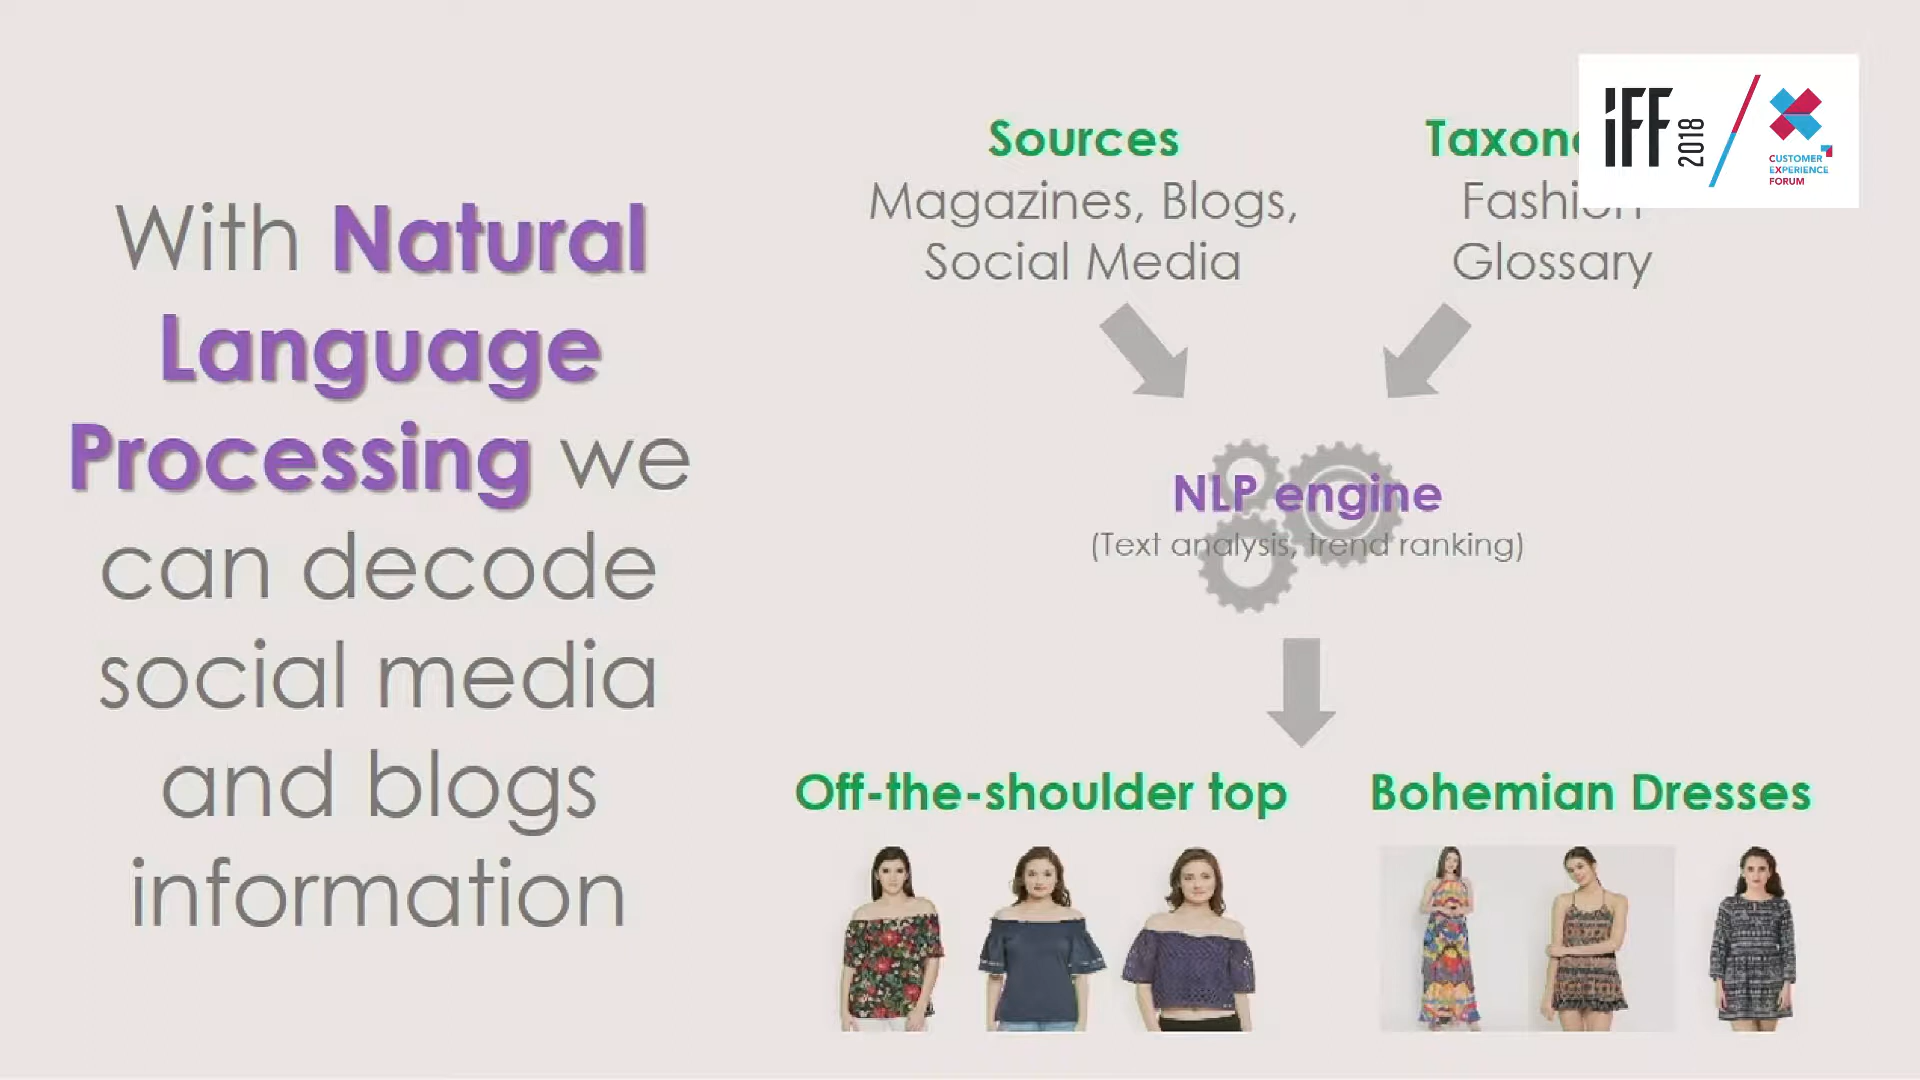 With Natural
Language
Processing we
can decode
social media
and blogs
information
Sources
Magazines, Blogs,
Social Media
Fashion
Glossary
NLP engine
(Text analysis, trend ranking)
Off-the-shoulder top
Bohemian Dresses
iFF 2018
CUSTOMER
EXPERIENCE
FORUM